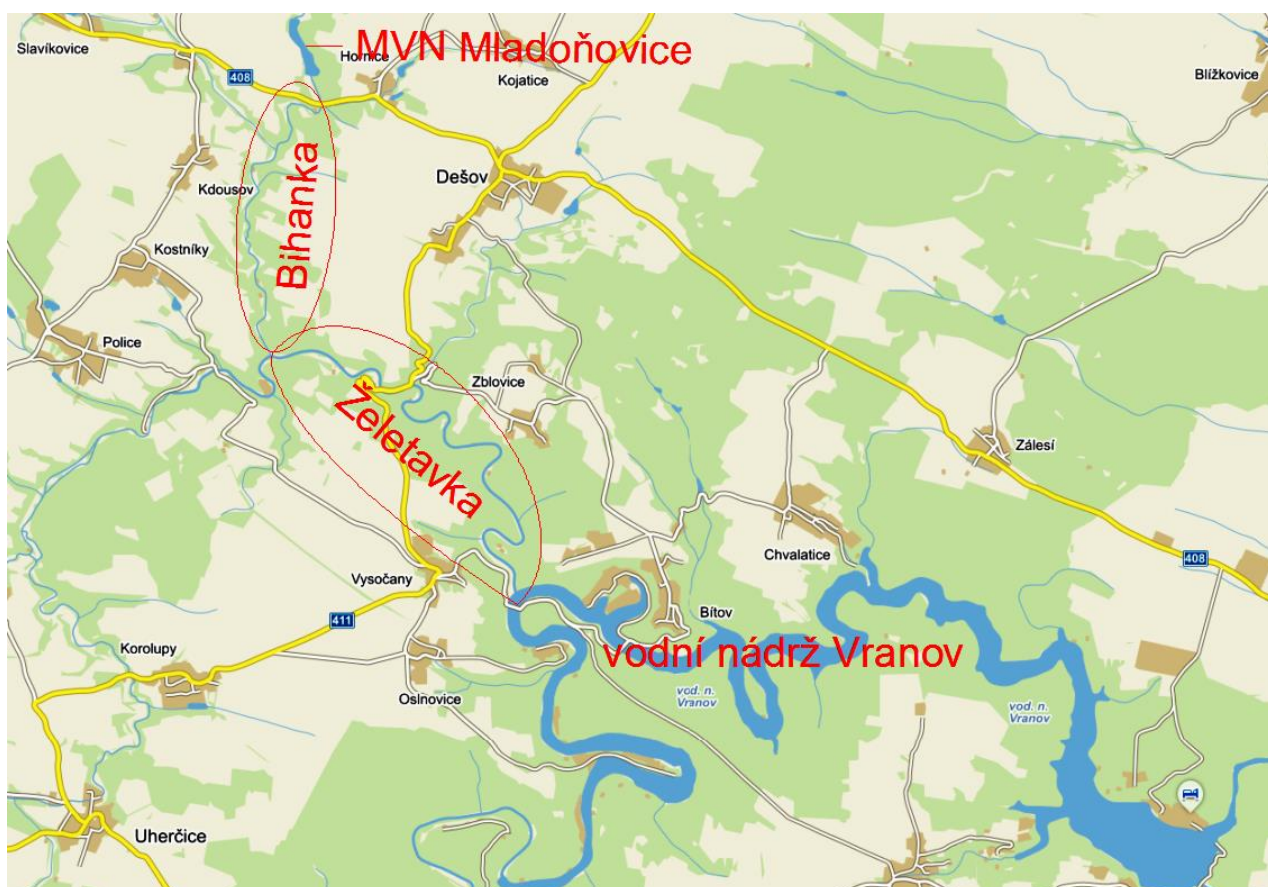 MVN Mladoňovice
Slavíkovice
Hornice
408
Kojatice
Blížkovice
Bihanka
Dešov
Kdousov
Kostníky
Police
Zblovice
Želetavka
Zálesí
Chvalatice
408
Vysočany
Bítov
411
vodní nádrž Vranov
Korolupy
Oslnovice
vod. n.
Vranov
vod. n.
Vranov
Uherčice